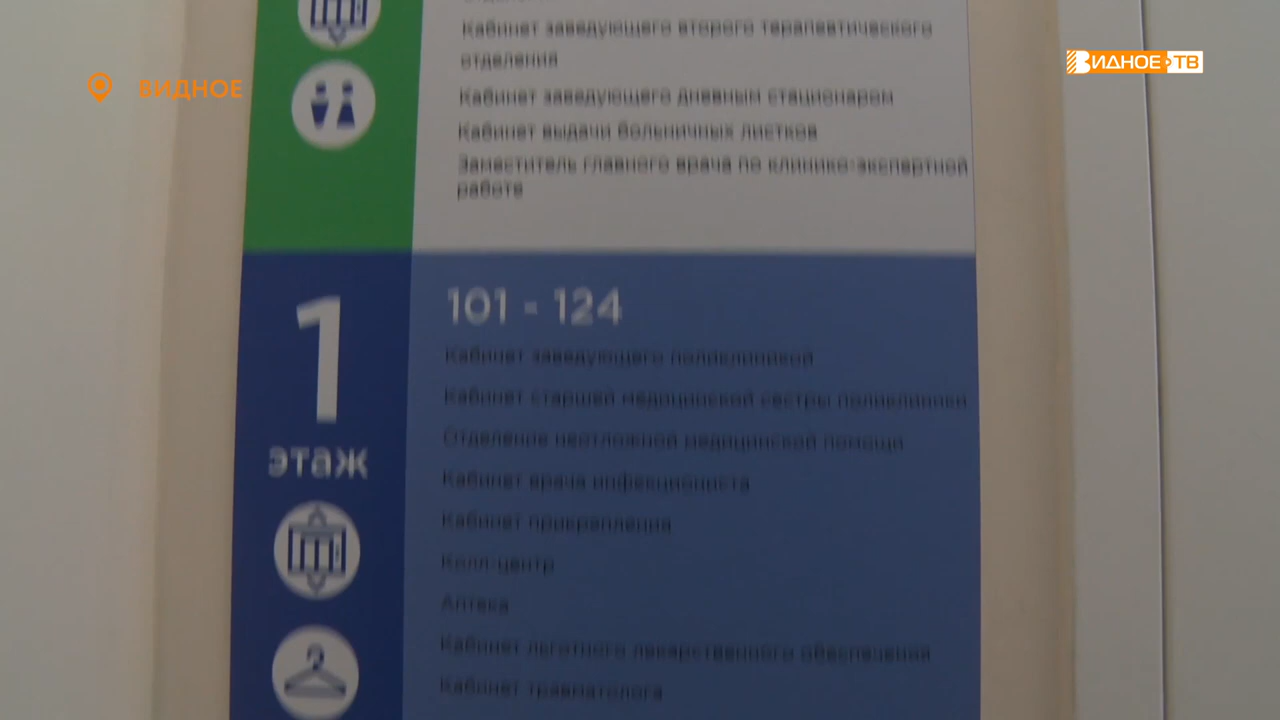 Кабинет заведующего второго терапевтического
отделения
ВИДНОЕ
ВИДНОЕ ТВ
Кабинет заведующего дневным стационаром
Кабинет выдачи больничных листков
Заместитель главного врача по клинико-экспертной
работе
1
этаж
101 - 124
Кабинет заведующего поликлиникой
Кабинет старшей медицинской сестры поликлиники
Отделение неотложной медицинской помощи
Кабинет врача инфекциониста
Кабинет прикрепления
Колл-центр
Аптека
Кабинет льготного лекарственного обеспечения
Кабинет травматолога